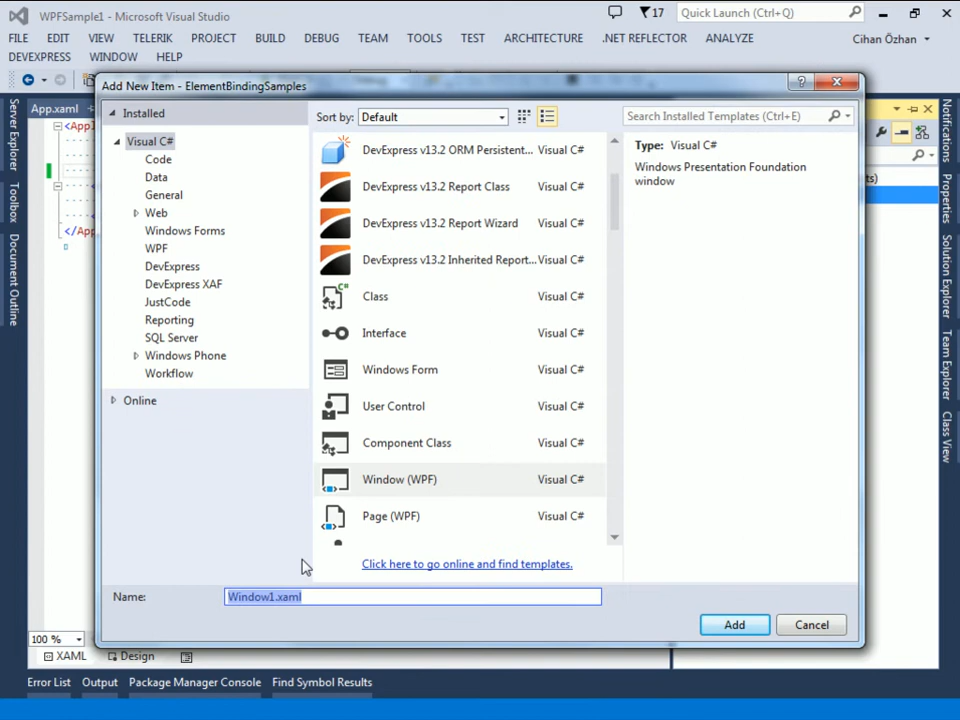 WPFSample1 - Microsoft Visual Studio
17
Quick Launch (Ctrl+Q)
FILE EDIT VIEW TELERIK PROJECT BUILD DEBUG TEAM TOOLS TEST ARCHITECTURE .NET REFLECTOR ANALYZE Cihan Özhan
DEVEXPRESS WINDOW HELP
Add New Item - ElementBindingSamples
App.xaml
Installed
Sort by: Default
Search Installed Templates (Ctrl+E)
Visual C#
Code
Data
General
Web
Windows Forms
WPF
DevExpress
DevExpress XAF
JustCode
Reporting
SQL Server
Windows Phone
Workflow
Online
DevExpress v13.2 ORM Persistent... Visual C#
DevExpress v13.2 Report Class Visual C#
DevExpress v13.2 Report Wizard Visual C#
DevExpress v13.2 Inherited Report... Visual C#
Class Visual C#
Interface Visual C#
Windows Form Visual C#
User Control Visual C#
Component Class Visual C#
Window (WPF) Visual C#
Page (WPF) Visual C#
Click here to go online and find templates.
Type: Visual C#
Windows Presentation Foundation
window
Name: Window1.xaml
Add Cancel
Server Explorer
Toolbox
Document Outline
Notifications
Properties
Solution Explorer
Team Explorer
Class View
100 %
XAML Design
Error List Output Package Manager Console Find Symbol Results